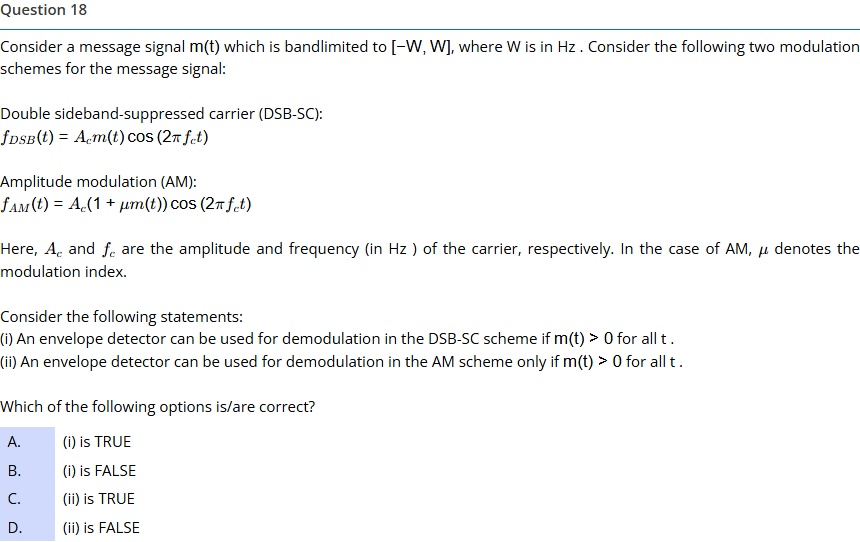 Question 18
Consider a message signal m(t) which is bandlimited to [−W, W], where W is in Hz . Consider the following two modulation
schemes for the message signal:
Double sideband-suppressed carrier (DSB-SC):
f_{DSB}(t) = A_c m(t) cos (2π f_c t)
Amplitude modulation (AM):
f_{AM}(t) = A_c(1 + μm(t)) cos (2π f_c t)
Here, A_c and f_c are the amplitude and frequency (in Hz ) of the carrier, respectively. In the case of AM, μ denotes the
modulation index.
Consider the following statements:
(i) An envelope detector can be used for demodulation in the DSB-SC scheme if m(t) > 0 for all t .
(ii) An envelope detector can be used for demodulation in the AM scheme only if m(t) > 0 for all t .
Which of the following options is/are correct?
A. (i) is TRUE
B. (i) is FALSE
C. (ii) is TRUE
D. (ii) is FALSE